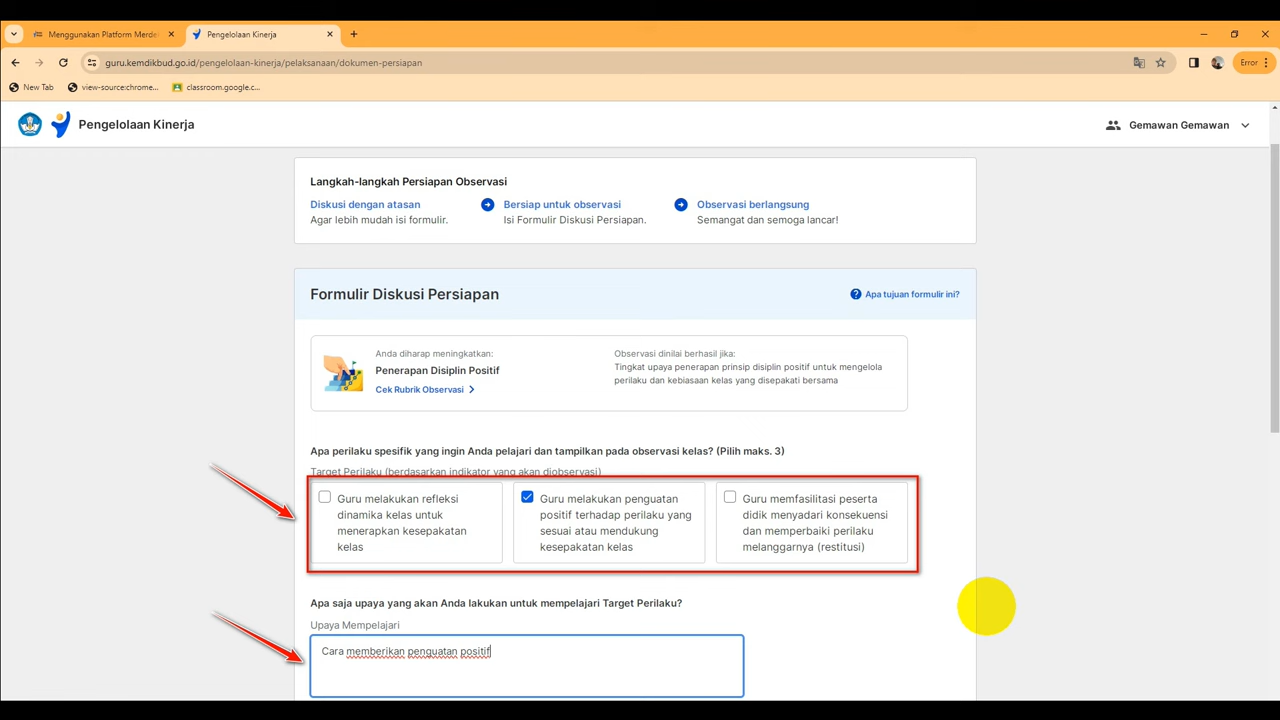 Menggunakan Platform Merde
Pengelolaan Kinerja
guru.kemdikbud.go.id/pengelolaan-kinerja/pelaksanaan/dokumen-persiapan
Error
New Tab
view-source:chrome...
classroom.google.c...
Pengelolaan Kinerja
Gemawan Gemawan
Langkah-langkah Persiapan Observasi
Diskusi dengan atasan
Bersiap untuk observasi
Observasi berlangsung
Agar lebih mudah isi formulir.
Isi Formulir Diskusi Persiapan.
Semangat dan semoga lancar!
Formulir Diskusi Persiapan
Apa tujuan formulir ini?
Anda diharap meningkatkan:
Penerapan Disiplin Positif
Cek Rubrik Observasi
Observasi dinilai berhasil jika:
Tingkat upaya penerapan prinsip disiplin positif untuk mengelola
perilaku dan kebiasaan kelas yang disepakati bersama
Apa perilaku spesifik yang ingin Anda pelajari dan tampilkan pada observasi kelas? (Pilih maks. 3)
Target Perilaku (berdasarkan indikator yang akan diobservasi)
Guru melakukan refleksi
dinamika kelas untuk
menerapkan kesepakatan
kelas
Guru melakukan penguatan
positif terhadap perilaku yang
sesuai atau mendukung
kesepakatan kelas
Guru memfasilitasi peserta
didik menyadari konsekuensi
dan memperbaiki perilaku
melanggarnya (restitusi)
Apa saja upaya yang akan Anda lakukan untuk mempelajari Target Perilaku?
Upaya Mempelajari
Cara memberikan penguatan positif